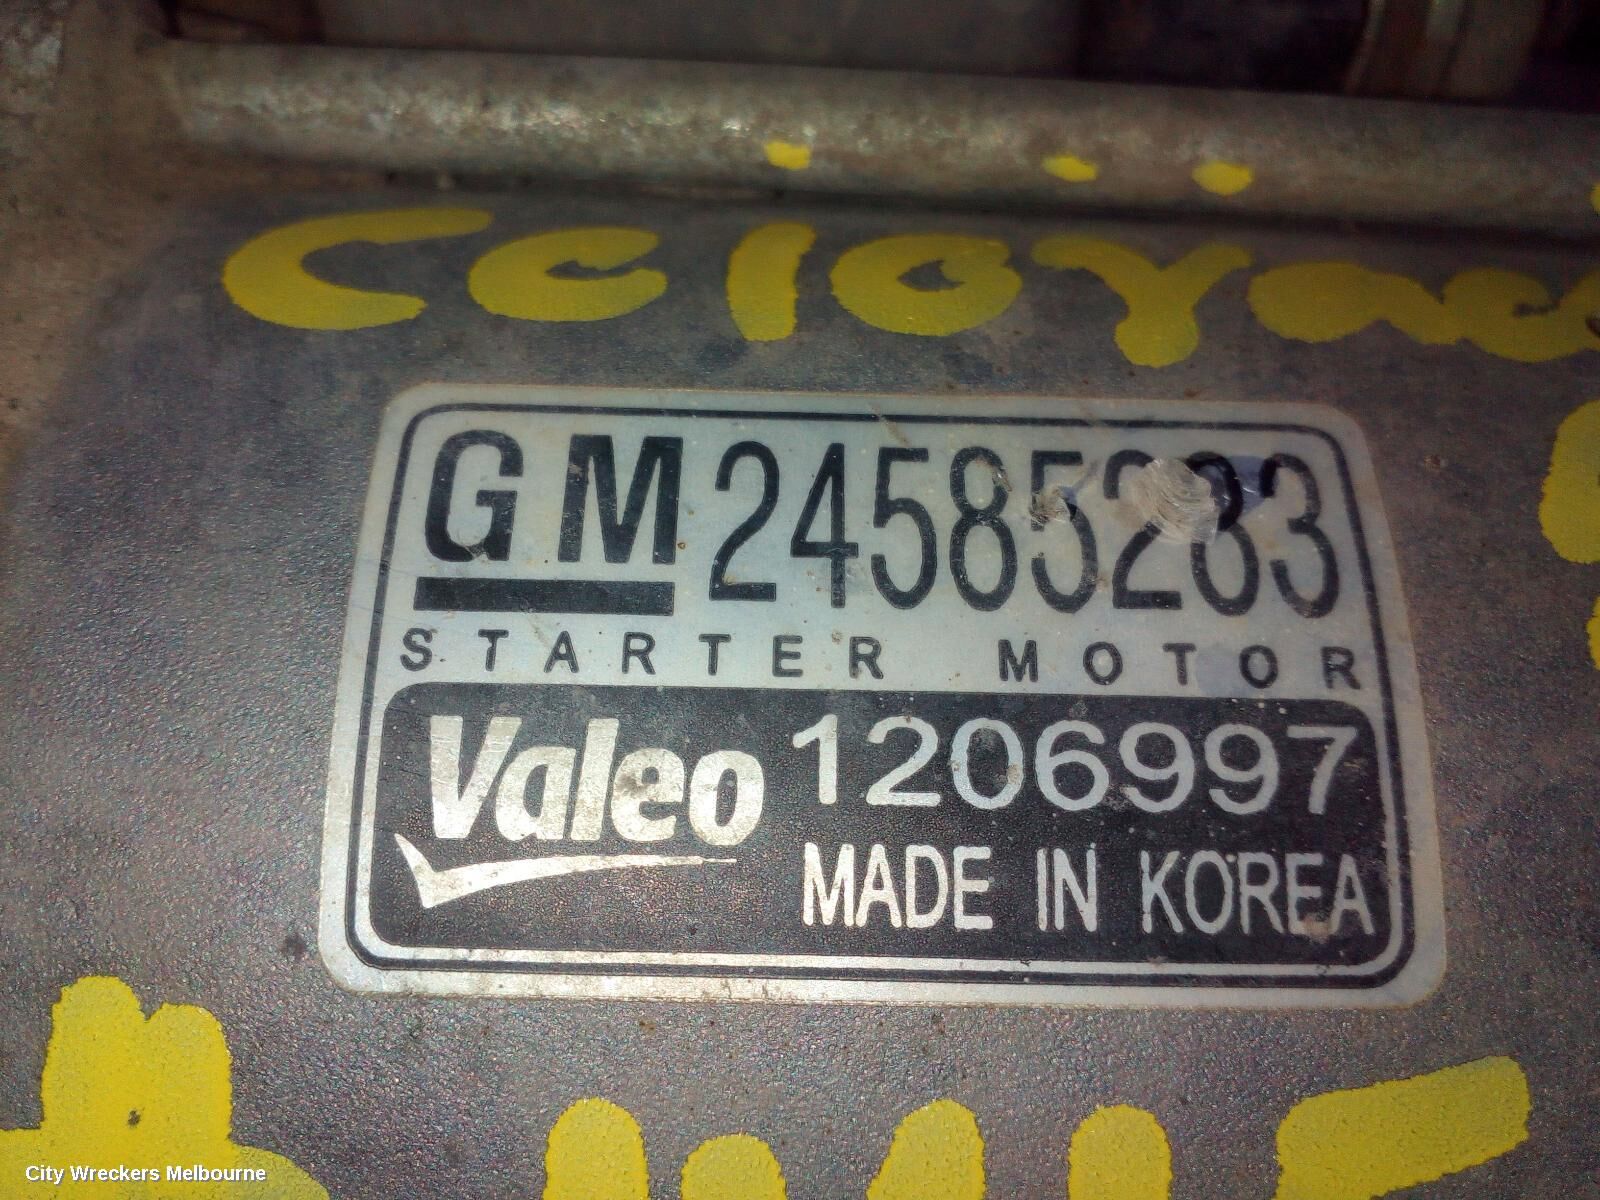 GM 24585283
STARTER MOTOR
Valeo 1206997
MADE IN KOREA
City Wreckers Melbourne